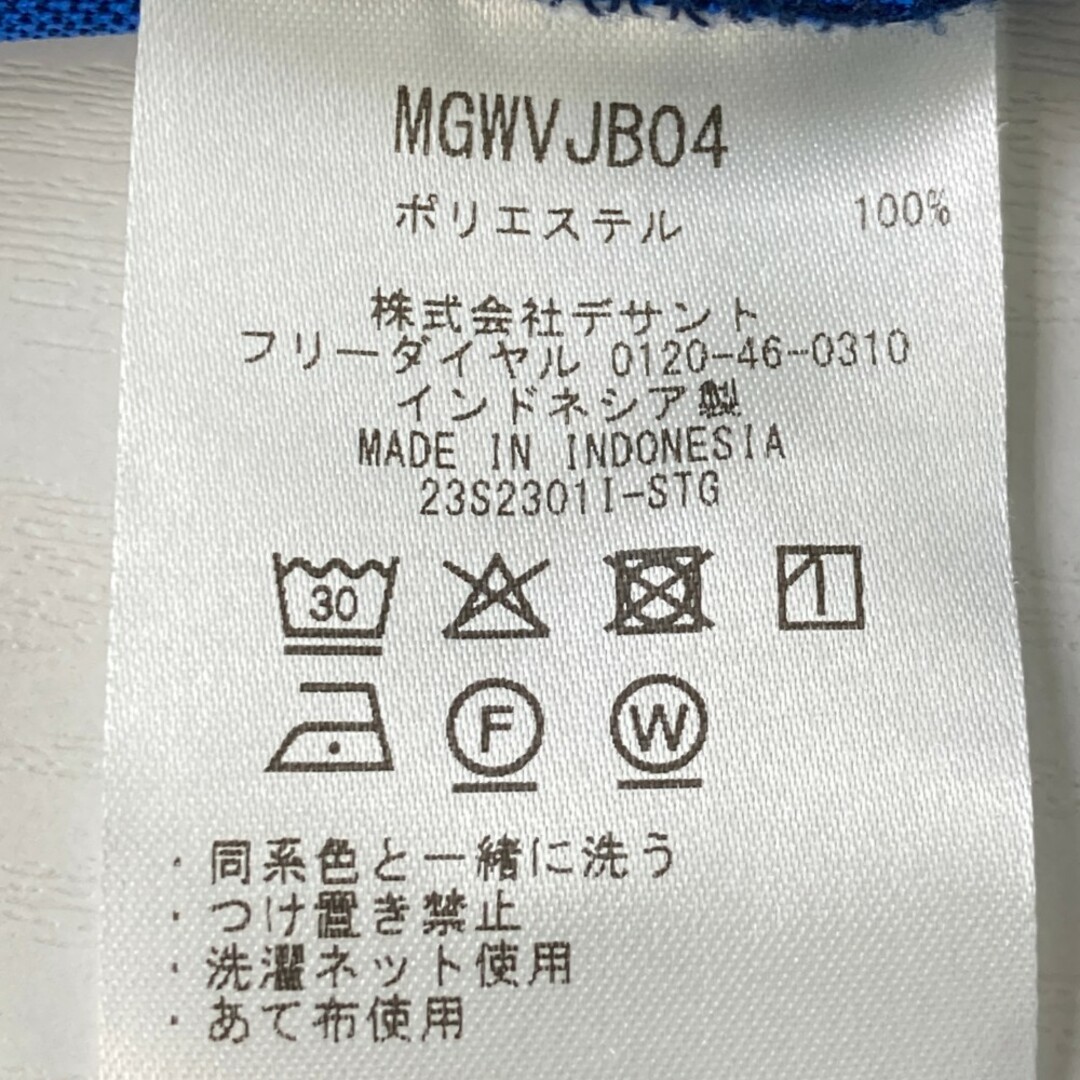 MGWVJB04
ポリエステル 100%
株式会社デサント
フリーダイヤル 0120-46-0310
インドネシア製
MADE IN INDONESIA
23S2301I-STG
30
F W
・同系色と一緒に洗う
・つけ置き禁止
・洗濯ネット使用
・あて布使用